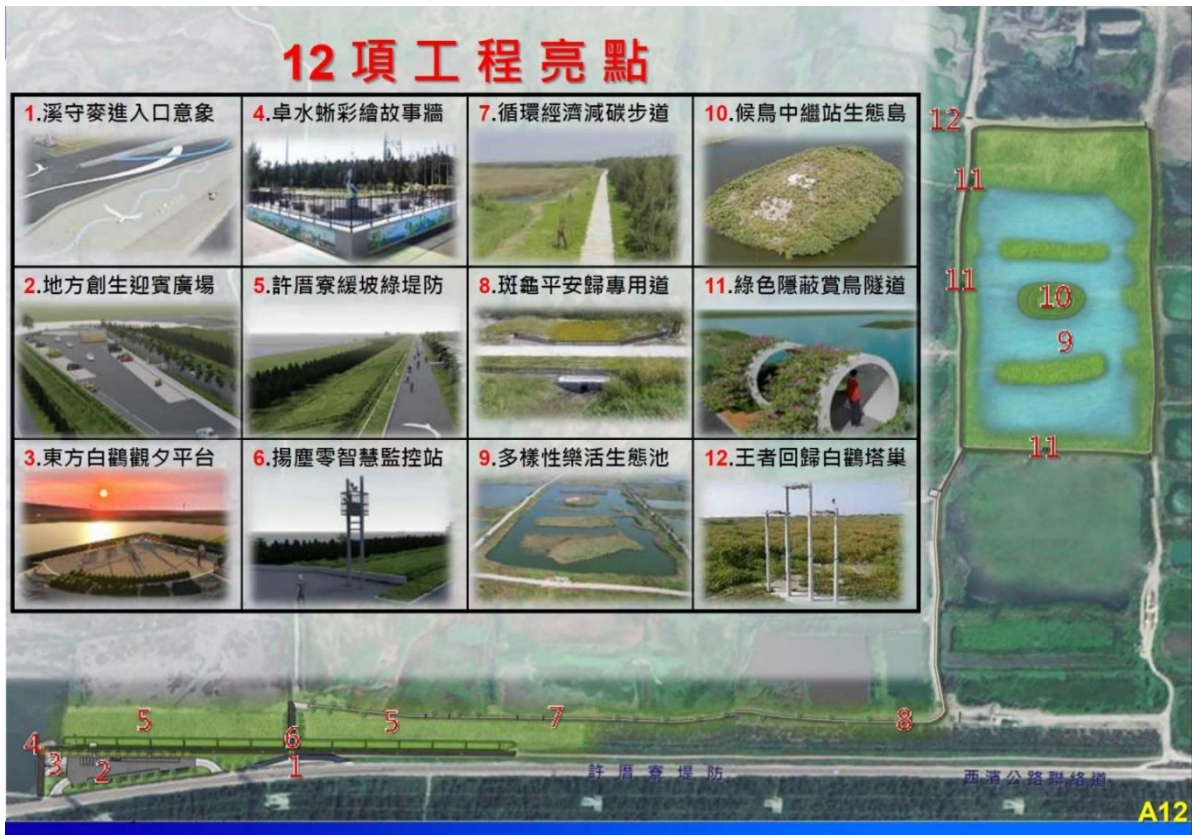 12項工程亮點
1.溪守麥進入口意象
4.卓水蜥彩繪故事牆
7.循環經濟減碳步道
10.候鳥中繼站生態島
2.地方創生迎賓廣場
5.許厝寮緩坡綠堤防
8.斑龜平安歸專用道
11.綠色隱蔽賞鳥隧道
3.東方白鸛觀夕平台
6.揚塵零智慧監控站
9.多樣性樂活生態池
12.王者回歸白鸛塔巢
12
11
11
10
9
11
5
5
7
8
4
6
3
2
1
許厝寮堤防
西濱公路聯絡道
A12